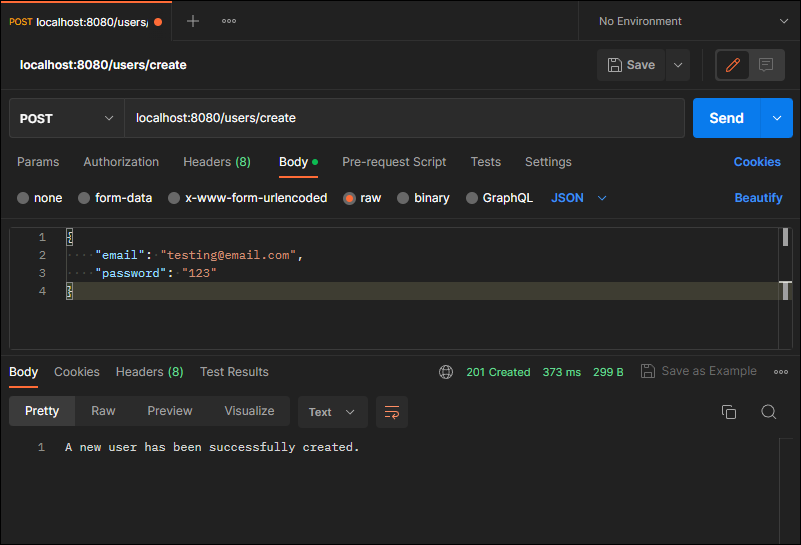 POST localhost:8080/users/
No Environment
localhost:8080/users/create
Save
POST localhost:8080/users/create Send
Params Authorization Headers (8) Body Pre-request Script Tests Settings Cookies
none form-data x-www-form-urlencoded raw binary GraphQL JSON Beautify
1 {
2 "email": "testing@email.com",
3 "password": "123"
4 }
Body Cookies Headers (8) Test Results 201 Created 373 ms 299 B Save as Example
Pretty Raw Preview Visualize Text
1 A new user has been successfully created.